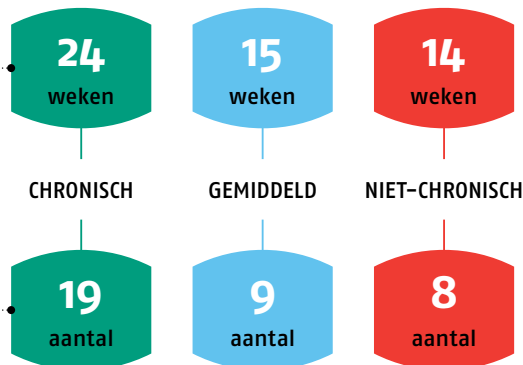 24 15 14
weken weken weken
CHRONISCH GEMIDDELD NIET-CHRONISCH
19 9 8
aantal aantal aantal